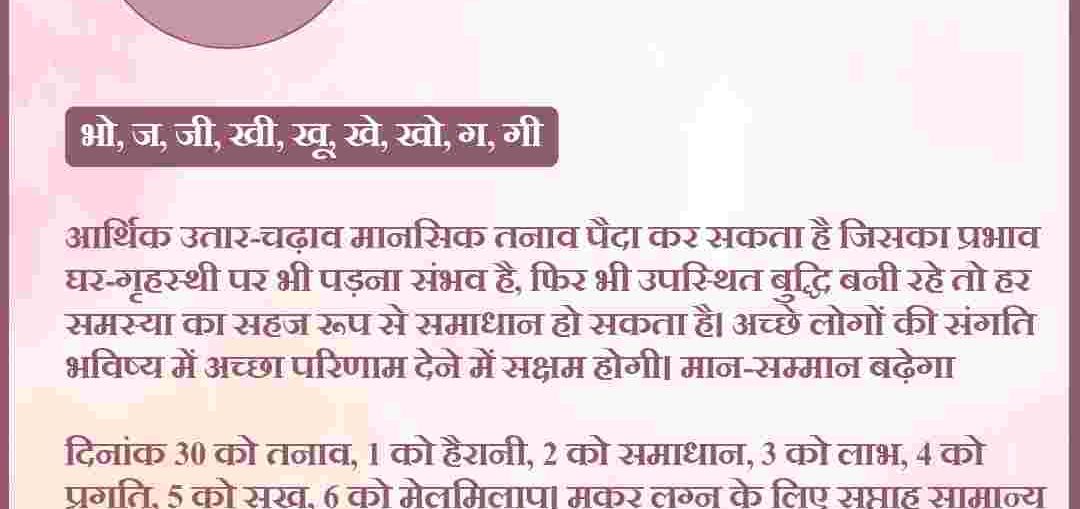 भो, ज, जी, खी, खू, खे, खो, ग, गी
आर्थिक उतार-चढ़ाव मानसिक तनाव पैदा कर सकता है जिसका प्रभाव
घर-गृहस्थी पर भी पड़ना संभव है, फिर भी उपस्थित बुद्धि बनी रहे तो हर
समस्या का सहज रूप से समाधान हो सकता है। अच्छे लोगों की संगति
भविष्य में अच्छा परिणाम देने में सक्षम होगी। मान-सम्मान बढ़ेगा
दिनांक 30 को तनाव, 1 को हैरानी, 2 को समाधान, 3 को लाभ, 4 को
प्रगति, 5 को सुख, 6 को मेलमिलाप। मकर लग्न के लिए सप्ताह सामान्य